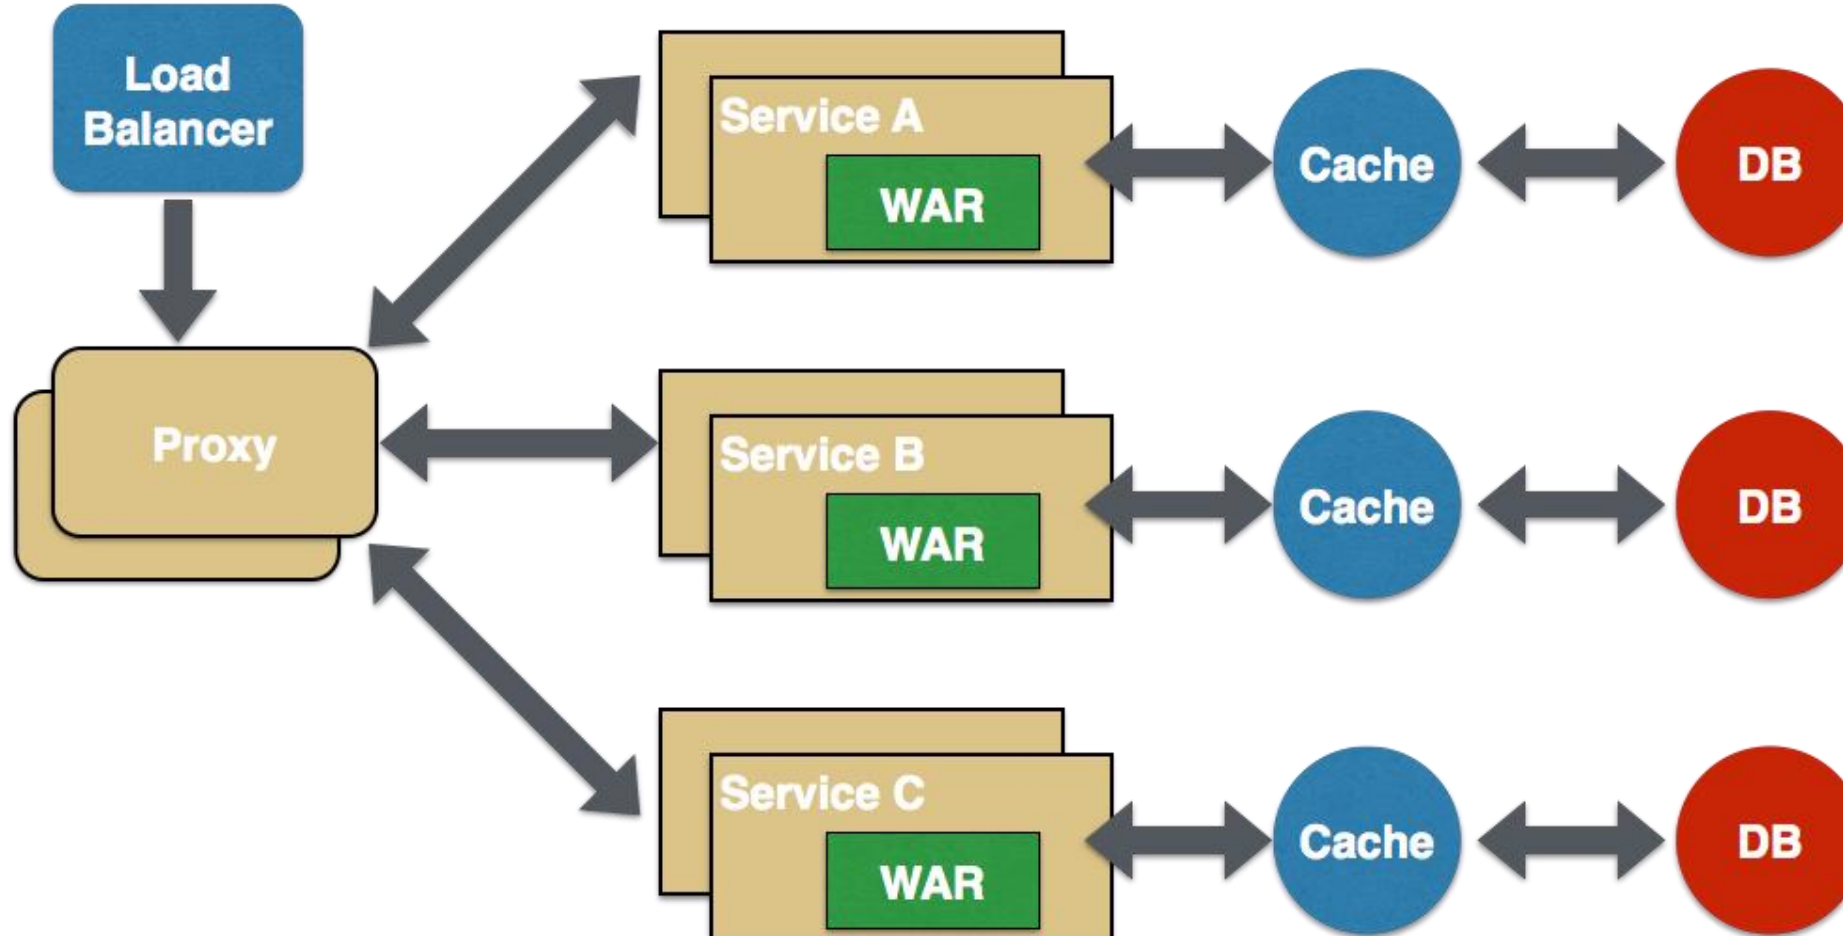 Load
Balancer
Service A
WAR
Cache
DB
Proxy
Service B
WAR
Cache
DB
Service C
WAR
Cache
DB